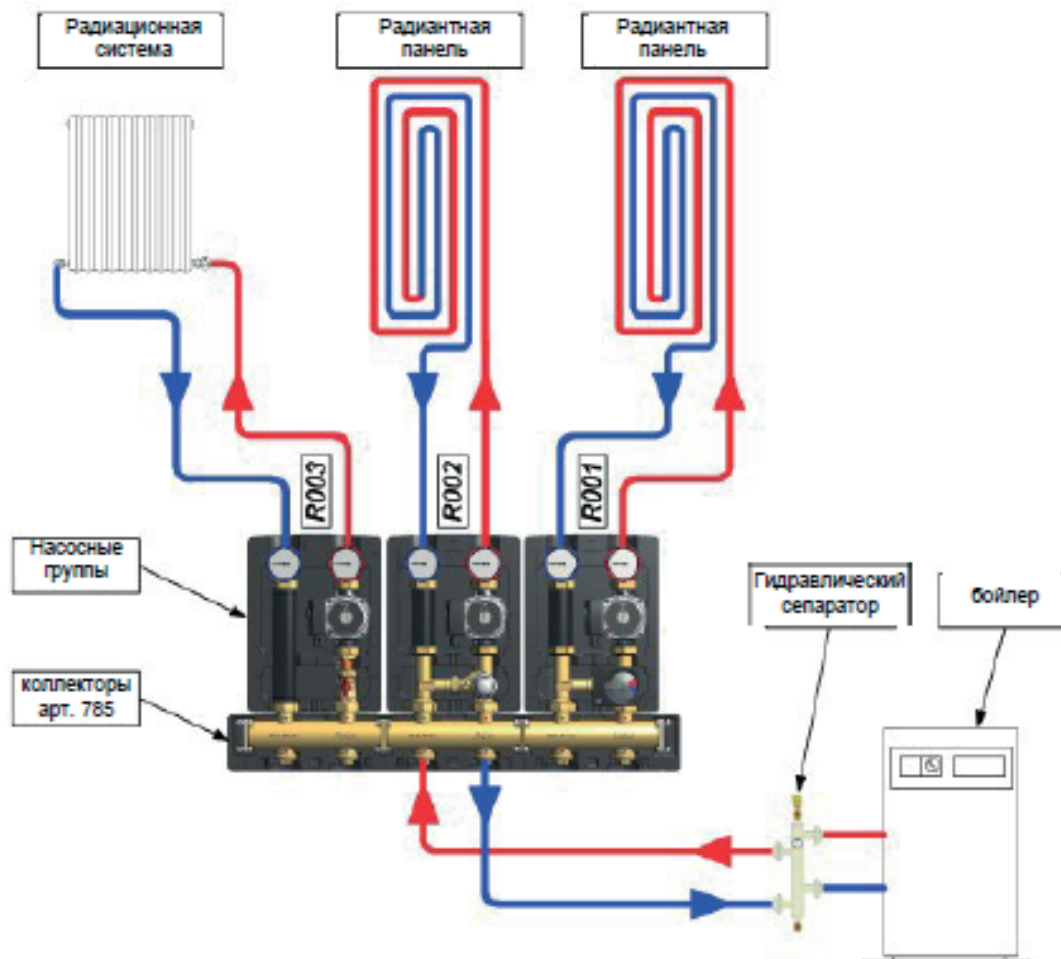 Радиационная
система
Радиантная
панель
Радиантная
панель
R003
R002
R001
Насосные
группы
Гидравлический
сепаратор
бойлер
коллекторы
арт. 785